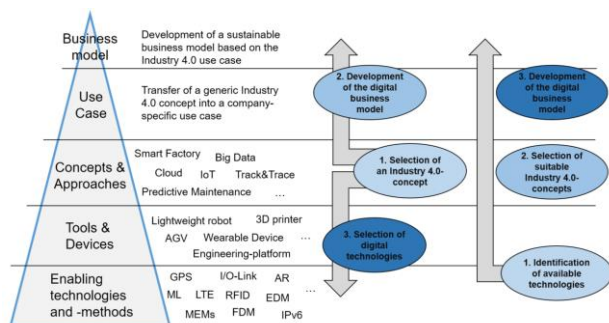 Business
model
Development of a sustainable
business model based on the
Industry 4.0 use case
Use
Case
Transfer of a generic Industry
4.0 concept into a company-
specific use case
Concepts &
Approaches
Smart Factory
Big Data
Cloud
IoT
Track&Trace
Predictive Maintenance
...
Tools &
Devices
Lightweight robot
3D printer
AGV
Wearable Device
...
Engineering-platform
Enabling
technologies
and -methods
GPS
I/O-Link
AR
ML
LTE
RFID
EDM
...
MEMs
FDM
IPv6
2. Development
of the digital
business model
1. Selection of
an Industry 4.0-
concept
3. Selection of
digital
technologies
3. Development
of the digital
business model
2. Selection of
suitable
Industry 4.0-
concepts
1. Identification
of available
technologies